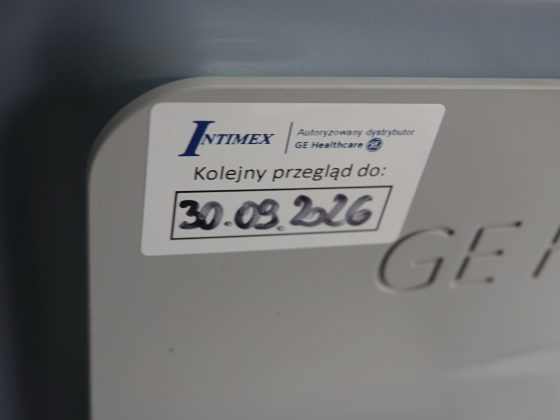 INTIMEX
Autoryzowany dystrybutor
GE Healthcare
Kolejny przegląd do:
30.09.2026
GE